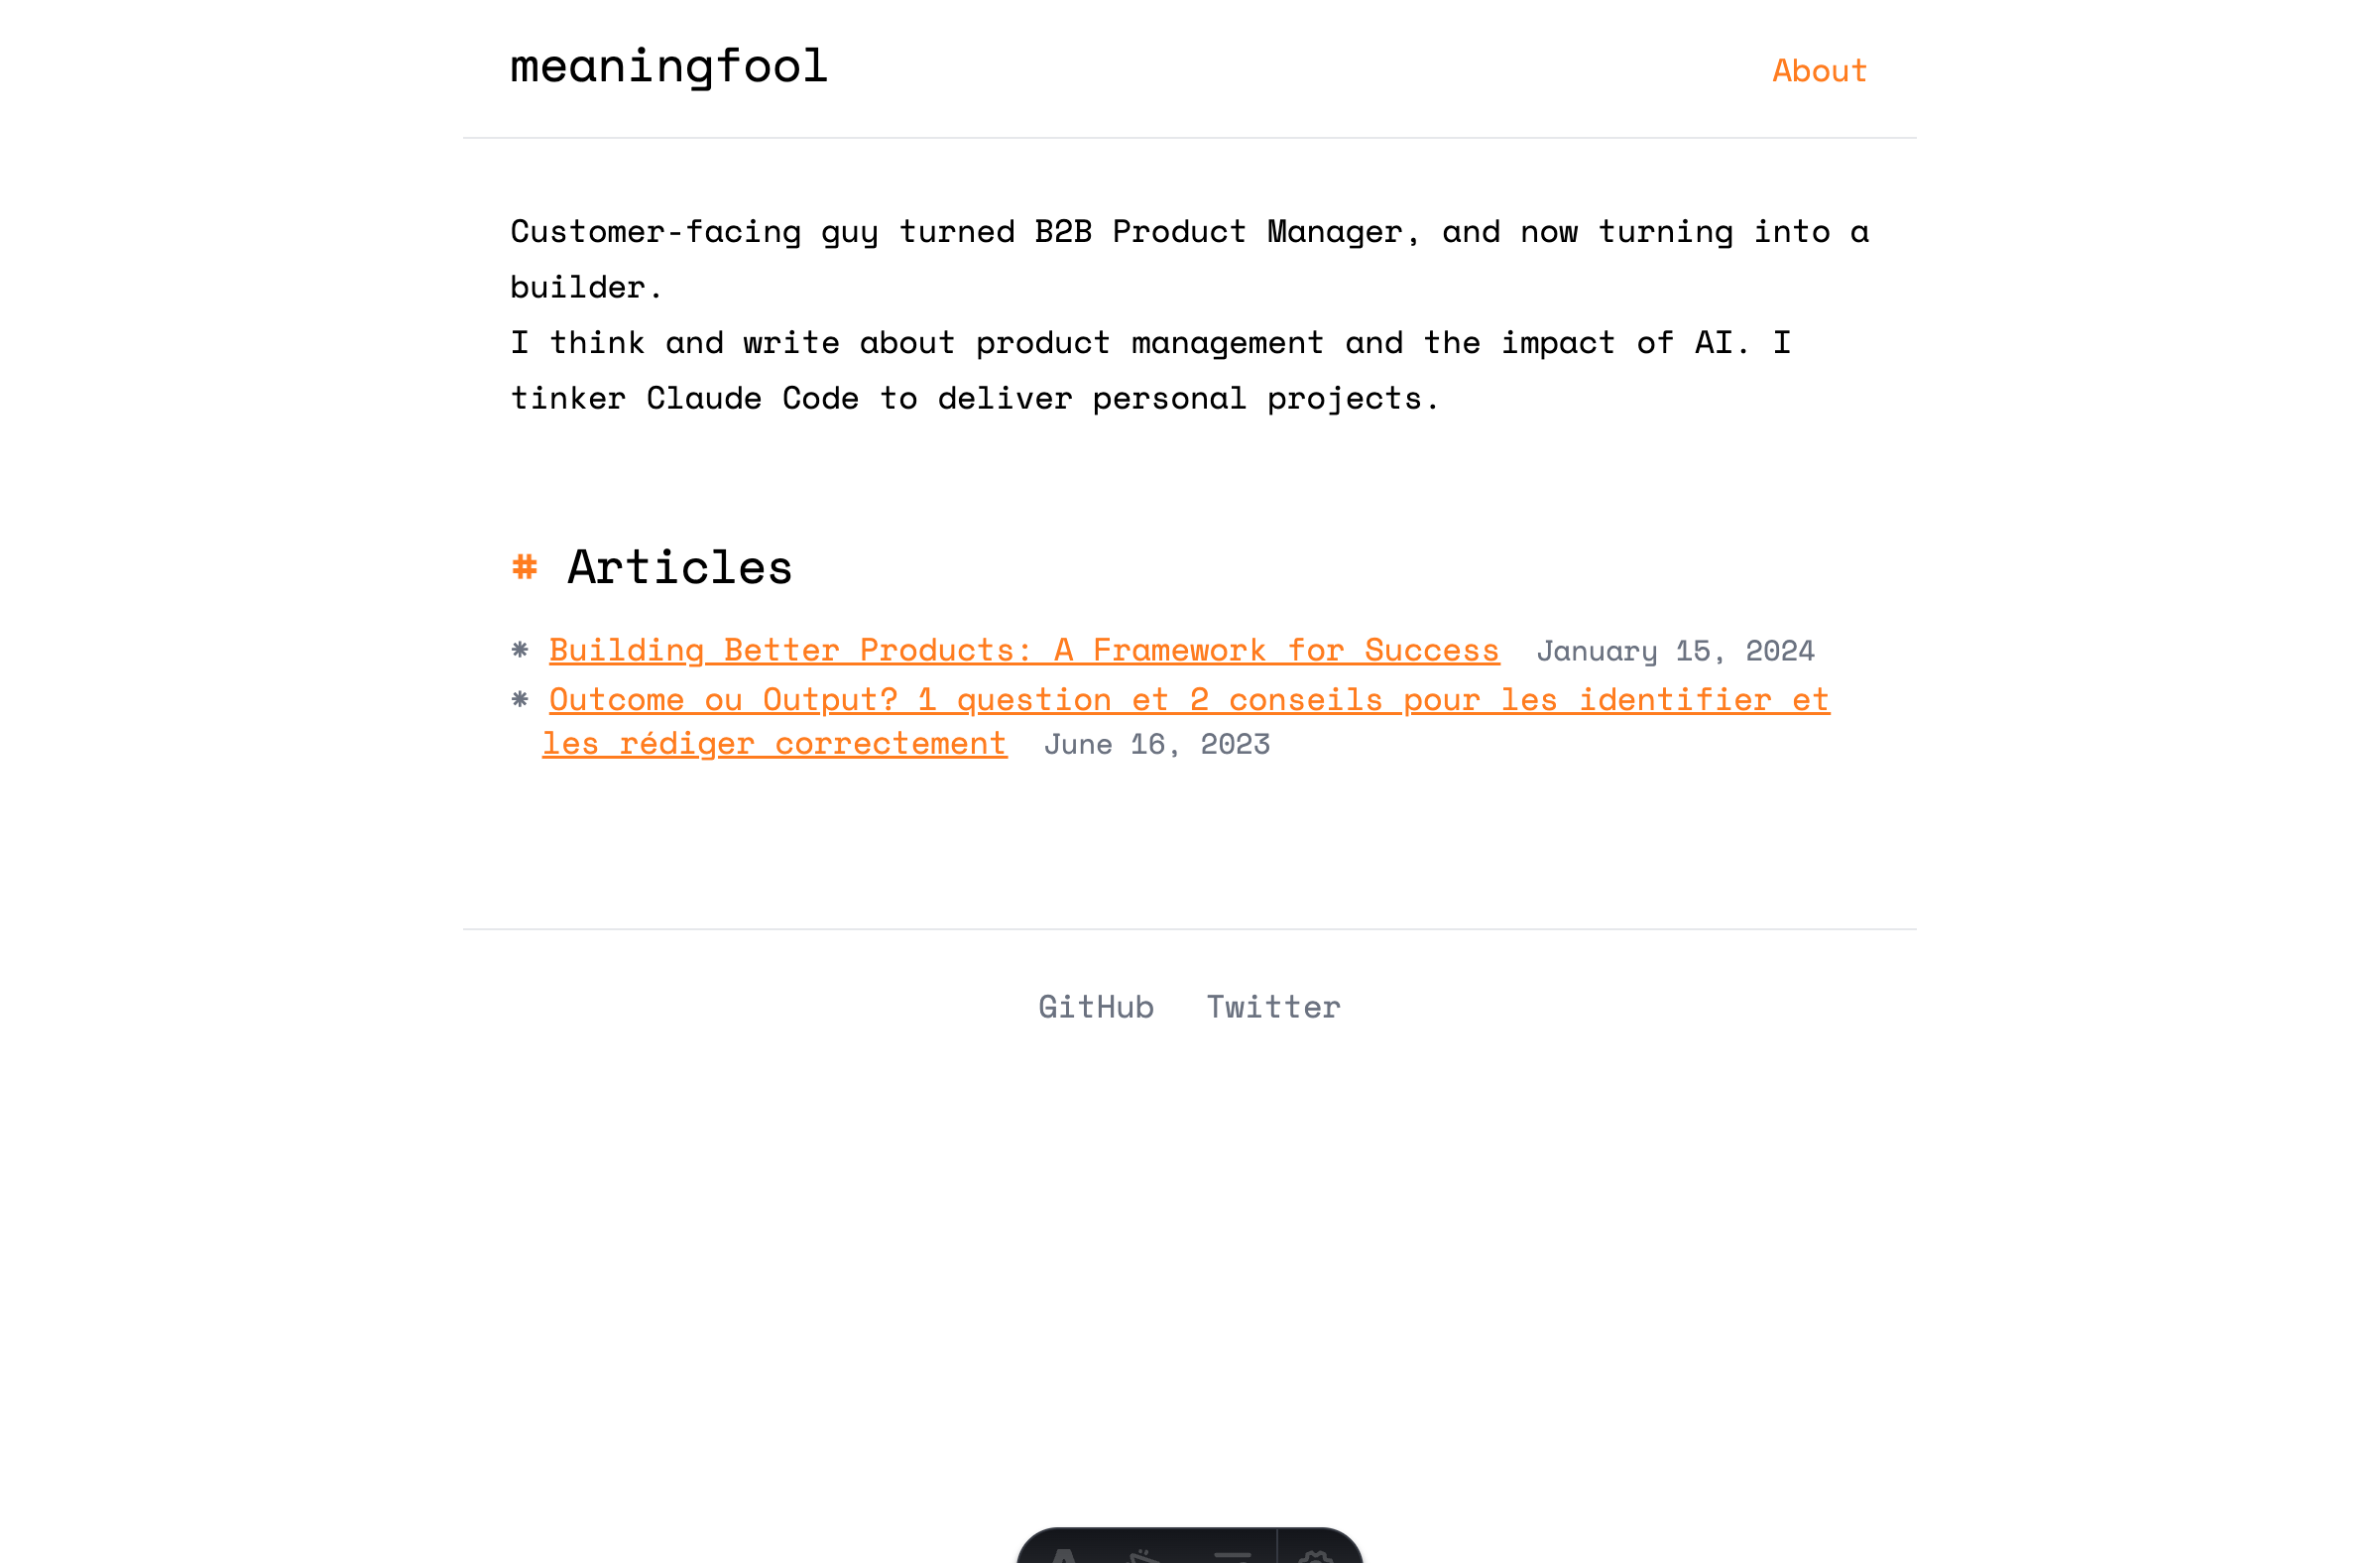 meaningfool
About
Customer-facing guy turned B2B Product Manager, and now turning into a
builder.
I think and write about product management and the impact of AI. I
tinker Claude Code to deliver personal projects.
# Articles
* Building Better Products: A Framework for Success January 15, 2024
* Outcome ou Output? 1 question et 2 conseils pour les identifier et
les rédiger correctement June 16, 2023
GitHub Twitter